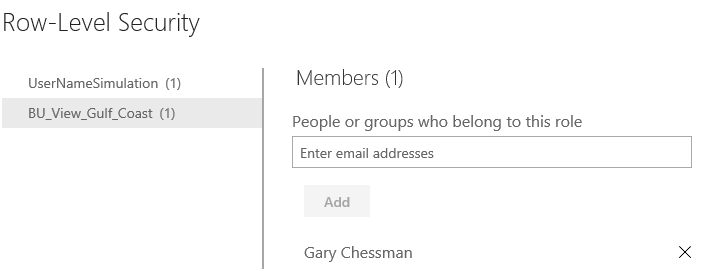 Row-Level Security
UserNameSimulation (1)
BU_View_Gulf_Coast (1)
Members (1)
People or groups who belong to this role
Enter email addresses
Add
Gary Chessman